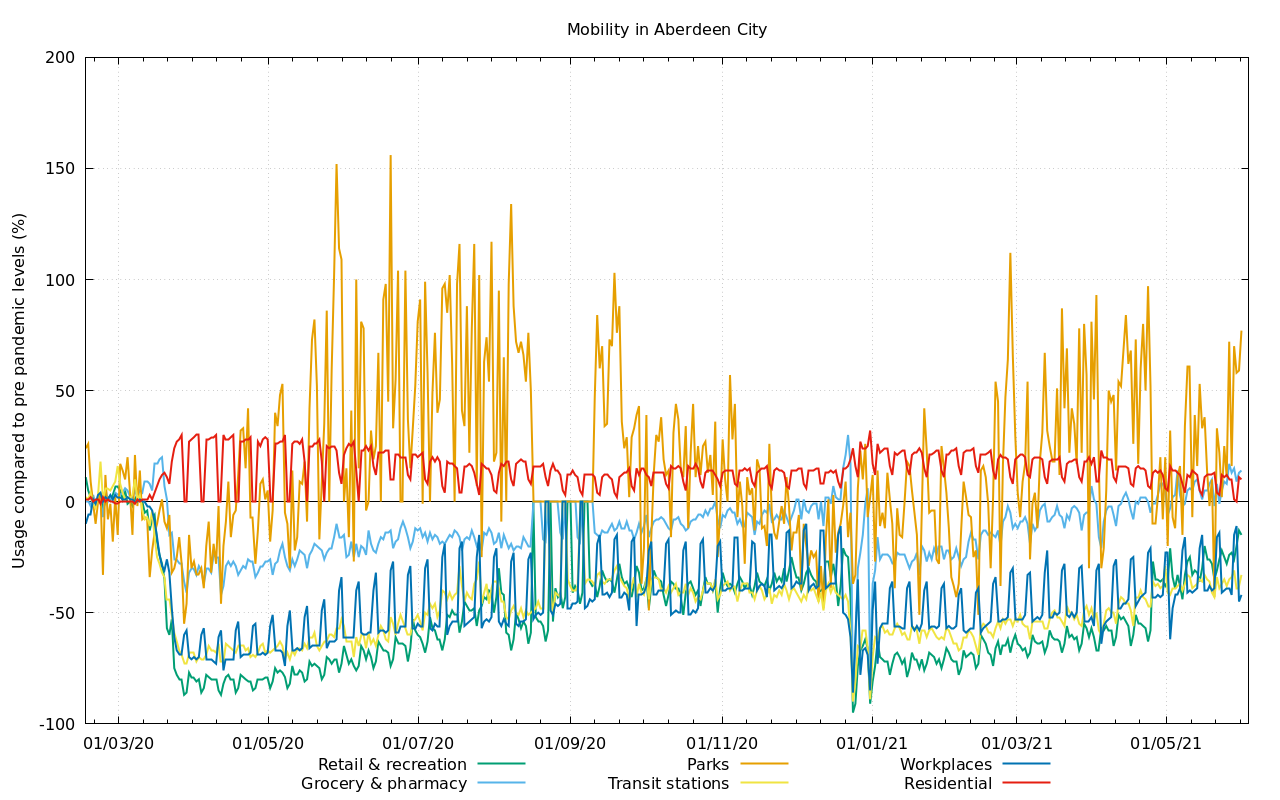 Mobility in Aberdeen City
Usage compared to pre pandemic levels (%)
200
150
100
50
0
-50
-100
01/03/20 01/05/20 01/07/20 01/09/20 01/11/20 01/01/21 01/03/21 01/05/21
Retail & recreation Parks Workplaces
Grocery & pharmacy Transit stations Residential